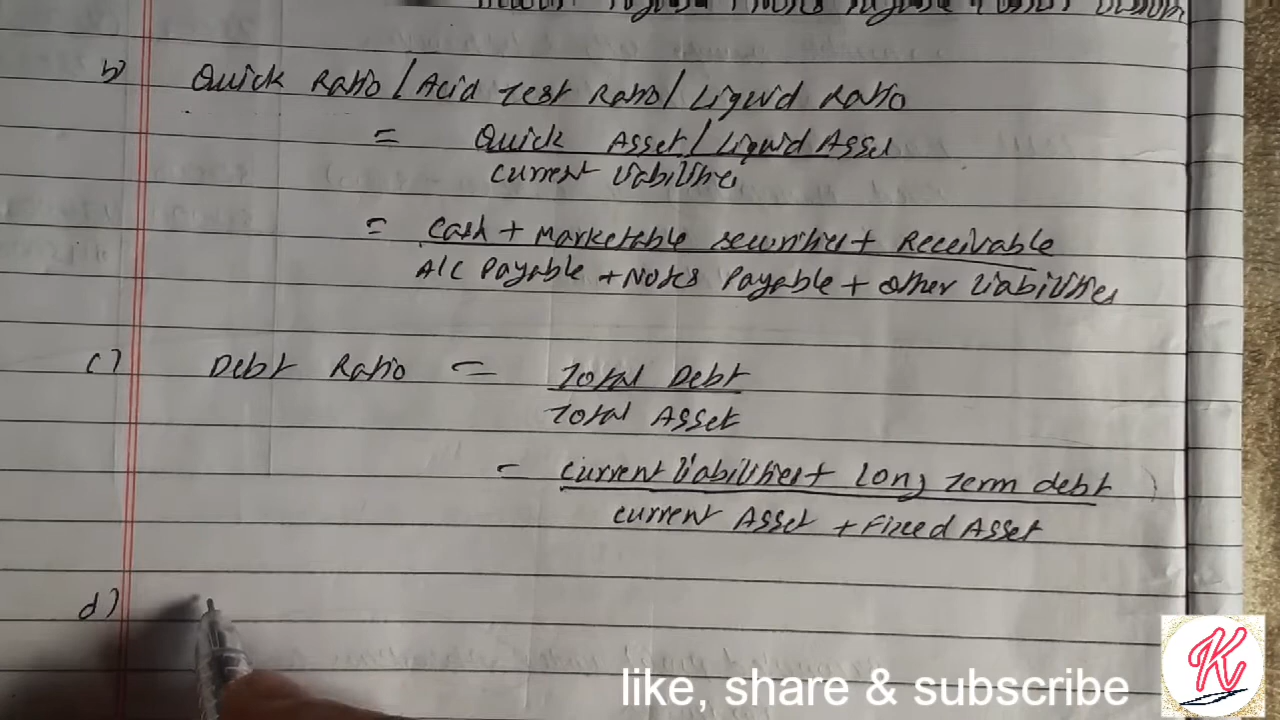 b) Quick Ratio / Acid Test Ratio / Liquid Ratio
= Quick Asset / Liquid Asset
Current Liabilities
= Cash + Marketable securities + Receivable
A/c Payable + Notes Payable + Other Liabilities
c) Debt Ratio = Total Debt
Total Asset
= Current liabilities + Long Term debt
Current Asset + Fixed Asset
d)
like, share & subscribe
K